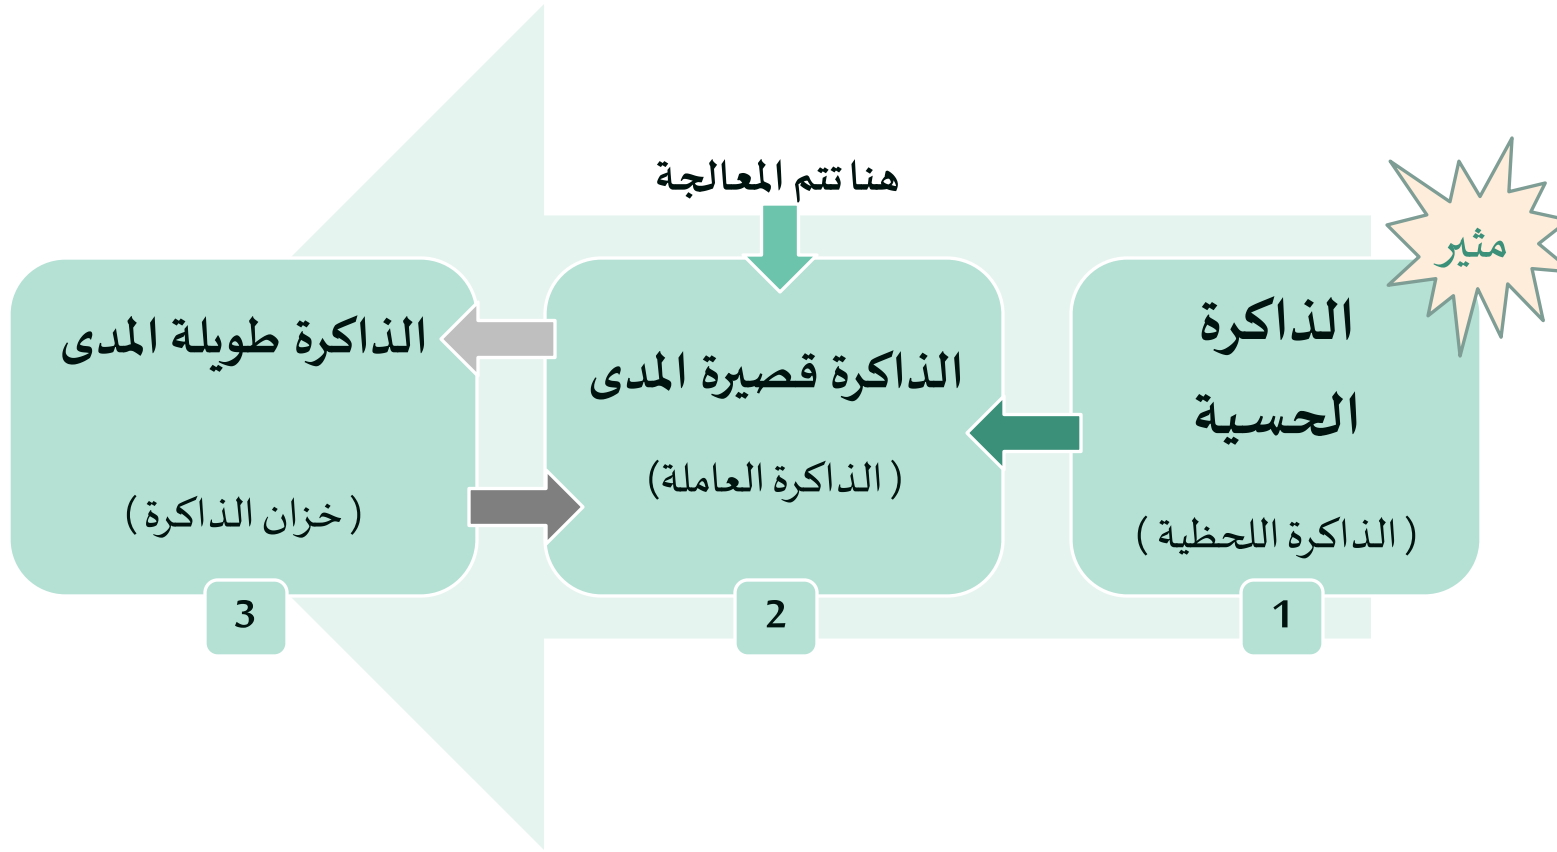 مثير
هنا تتم المعالجة
الذاكرة
الحسية
( الذاكرة اللحظية )
1
الذاكرة قصيرة المدى
( الذاكرة العاملة)
2
الذاكرة طويلة المدى
( خزان الذاكرة )
3